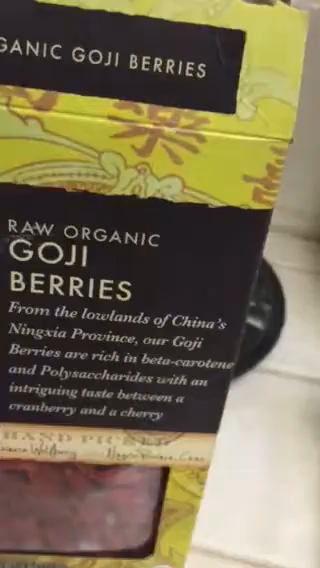 GANIC GOJI BERRIES
RAW ORGANIC
GOJI
BERRIES
From the lowlands of China's
Ningxia Province, our Goji
Berries are rich in beta-carotene
and Polysaccharides with an
intriguing taste between a
cranberry and a cherry
HAND PICKED